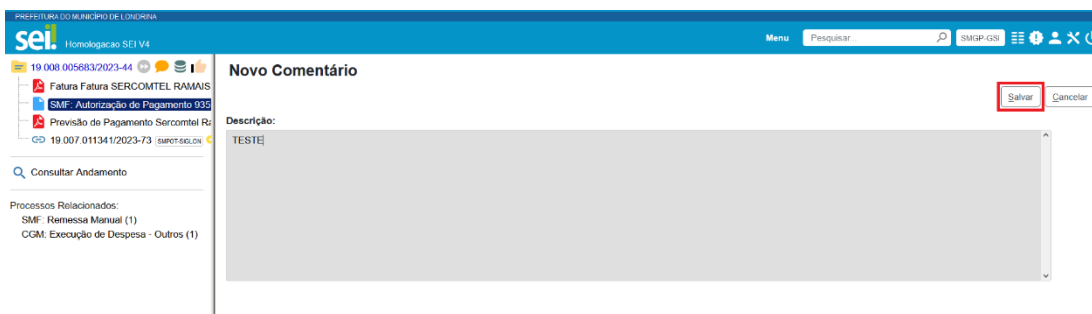 PREFEITURA DO MUNICÍPIO DE LONDRINA
sei. Homologacao SEI V4
Menu Pesquisar... SMGP-GSI
19.008.005683/2023-44
Fatura Fatura SERCOMTEL RAMAIS
SMF: Autorização de Pagamento 935
Previsão de Pagamento Sercomtel Ra
19.007.011341/2023-73 SMPOT-SIGLON
Consultar Andamento
Processos Relacionados:
SMF: Remessa Manual (1)
CGM: Execução de Despesa - Outros (1)
Novo Comentário
Salvar Cancelar
Descrição:
TESTE